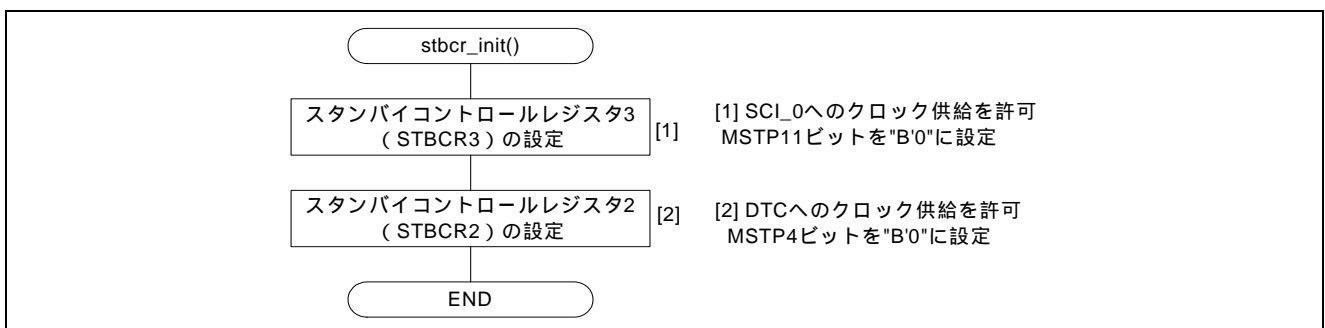 stbcr_init()
スタンバイコントロールレジスタ3
（STBCR3）の設定
[1]
[1] SCI_0へのクロック供給を許可
MSTP11ビットを"B'0"に設定
スタンバイコントロールレジスタ2
（STBCR2）の設定
[2]
[2] DTCへのクロック供給を許可
MSTP4ビットを"B'0"に設定
END